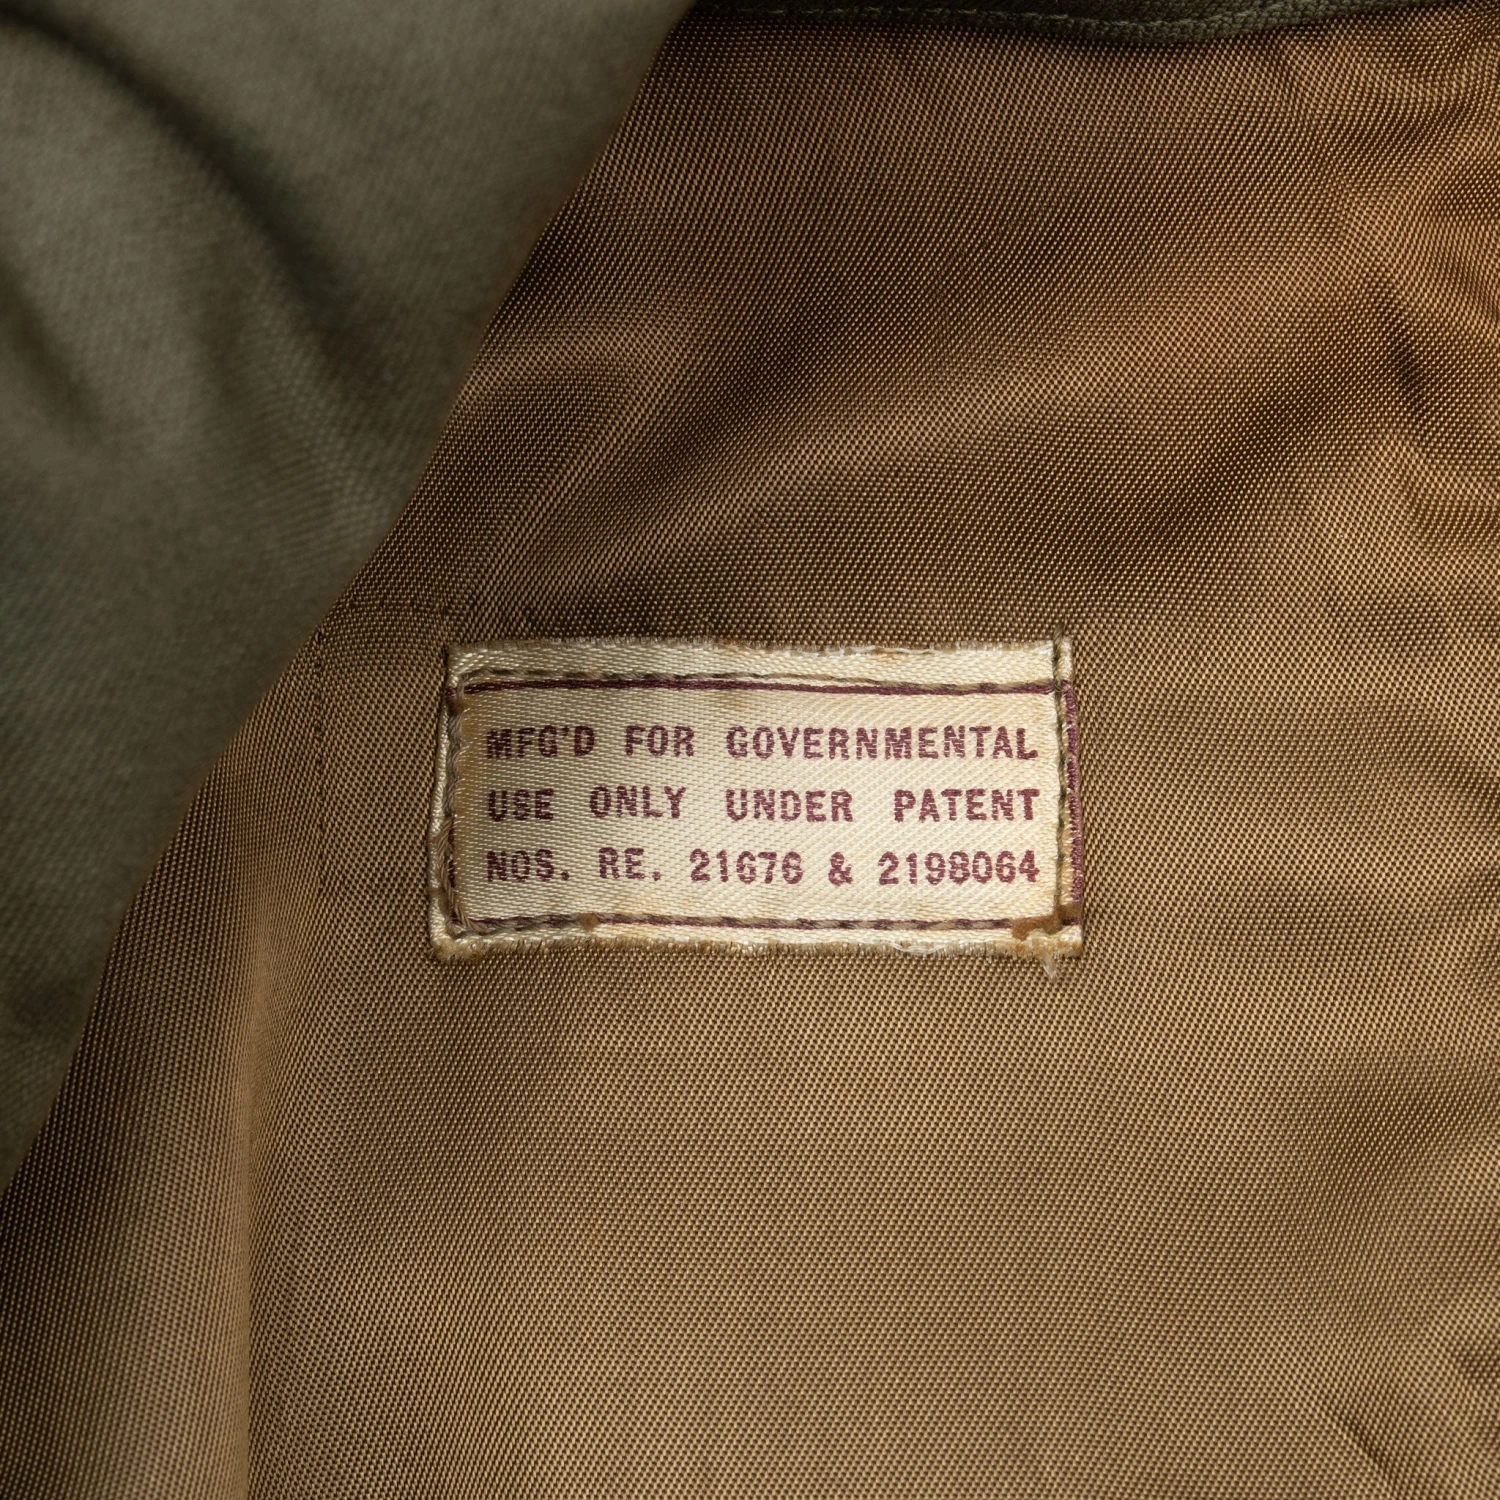 MFG'D FOR GOVERNMENTAL
USE ONLY UNDER PATENT
NOS. RE. 21676 & 2198064